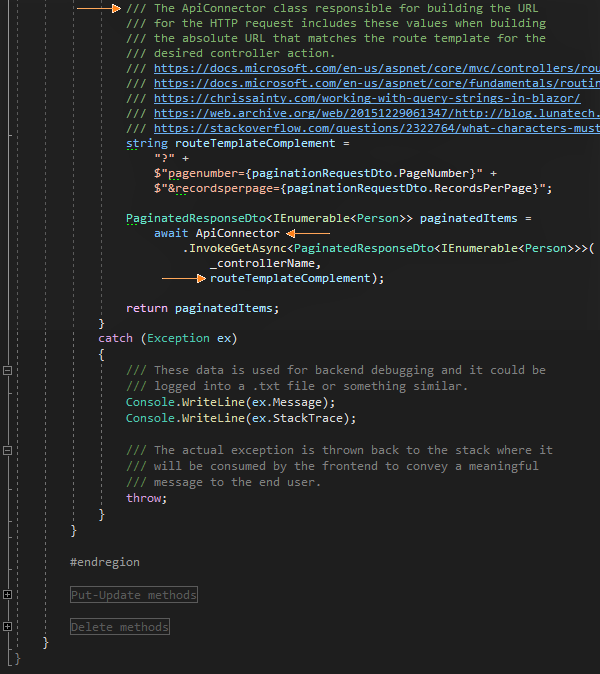 /// The ApiConnector class responsible for building the URL
/// for the HTTP request includes these values when building
/// the absolute URL that matches the route template for the
/// desired controller action.
/// https://docs.microsoft.com/en-us/aspnet/core/mvc/controllers/rou
/// https://docs.microsoft.com/en-us/aspnet/core/fundamentals/routin
/// https://chrissainty.com/working-with-query-strings-in-blazor/
/// https://web.archive.org/web/20151229061347/http://blog.lunatech.
/// https://stackoverflow.com/questions/2322764/what-characters-must
string routeTemplateComplement =
"?" +
$"pagenumber={paginationRequestDto.PageNumber}" +
$"&recordsperpage={paginationRequestDto.RecordsPerPage}";
PaginatedResponseDto<IEnumerable<Person>> paginatedItems =
await ApiConnector
.InvokeGetAsync<PaginatedResponseDto<IEnumerable<Person>>>(
_controllerName,
routeTemplateComplement);
return paginatedItems;
}
catch (Exception ex)
{
/// These data is used for backend debugging and it could be
/// logged into a .txt file or something similar.
Console.WriteLine(ex.Message);
Console.WriteLine(ex.StackTrace);
/// The actual exception is thrown back to the stack where it
/// will be consumed by the frontend to convey a meaningful
/// message to the end user.
throw;
}
}
#endregion
Put-Update methods
Delete methods
}
}